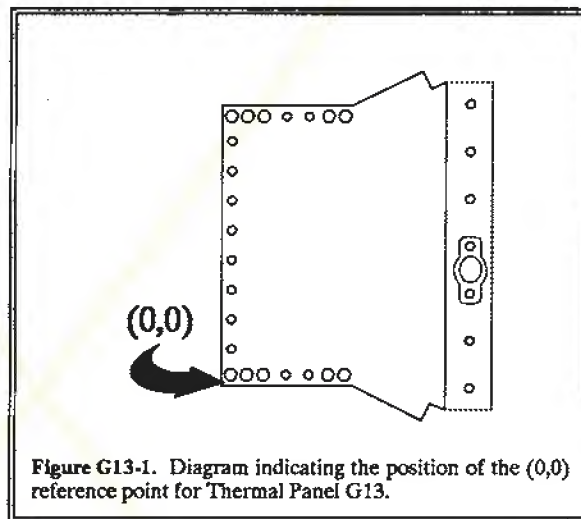 (0,0)
Figure G13-1. Diagram indicating the position of the (0,0)
reference point for Thermal Panel G13.